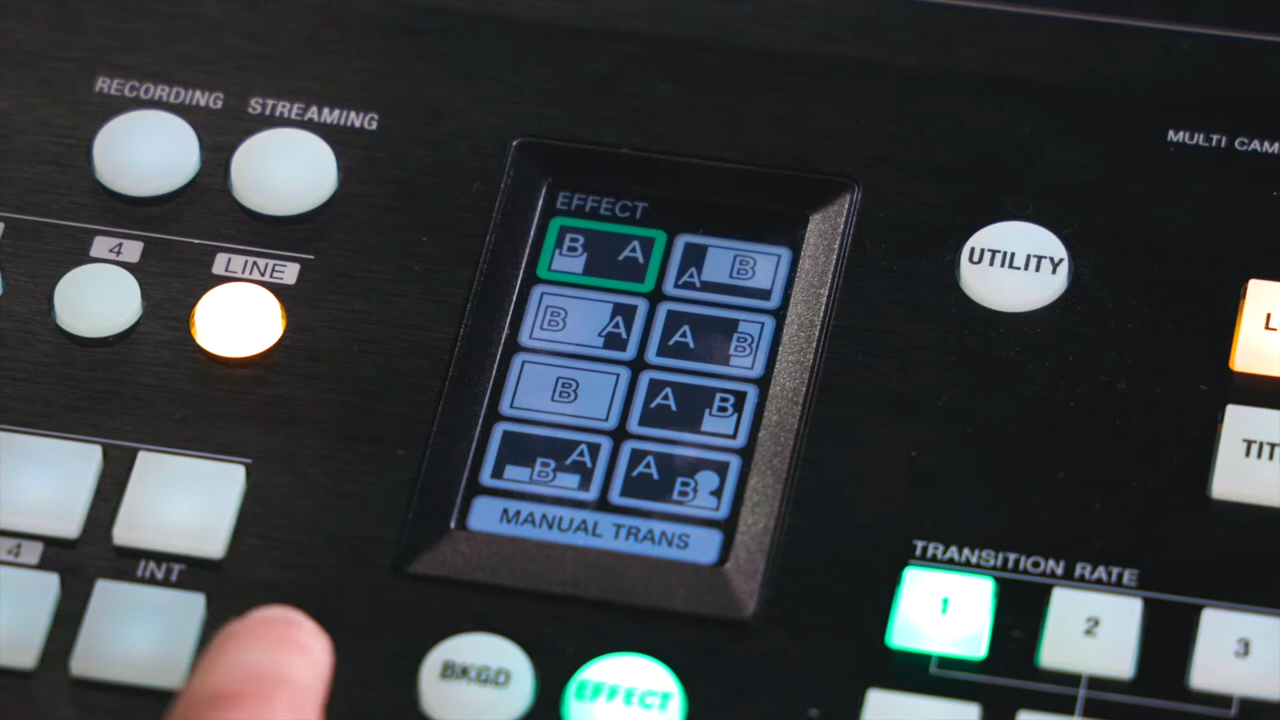 RECORDING
STREAMING
MULTI CAM
4
LINE
UTILITY
EFFECT
B A
A B
B A
A B
B
A B
B A
A B
MANUAL TRANS
L
TIT
4
INT
TRANSITION RATE
1
2
3
BKGD
EFFECT